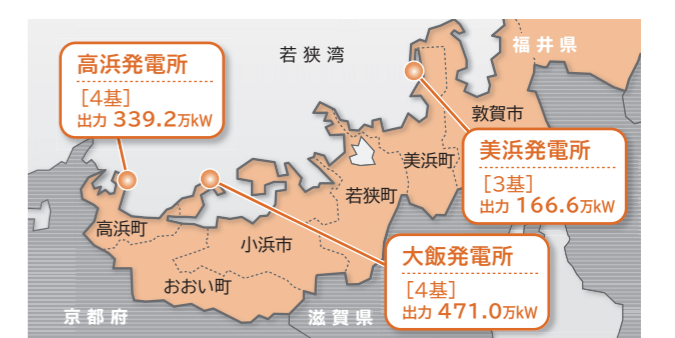 若狭湾
福井県
高浜発電所
[4基]
出力 339.2万kW
敦賀市
美浜発電所
[3基]
出力 166.6万kW
美浜町
若狭町
高浜町
小浜市
おおい町
大飯発電所
[4基]
出力 471.0万kW
京都府
滋賀県